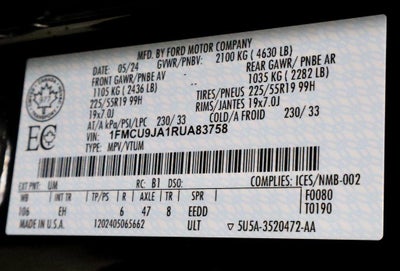 MFD. BY FORD MOTOR COMPANY
DATE: 05/24 GVWR/PNBV: 2100 KG ( 4630 LB)
FRONT GAWR/ PNBE AV REAR GAWR/ PNBE AR
1105 KG ( 2436 LB) 1035 KG ( 2282 LB)
225/55R19 99H TIRES/PNEUS 225/55R19 99H
19x7.0J RIMS/JANTES 19x7.0J
AT/A kPa/PSI/LPC 230/ 33 COLD/A FROID 230/ 33
VIN: 1FMCU9JA1RUA83758
TYPE: MPV/VTUM
EC
EXT PNT: UM RC: B1 DSO: COMPLIES: ICES/NMB-002
WB INT TR TP/PS R AXLE TR SPR F0080
106 EH 6 47 8 EEDD T0190
MADE IN U.S.A. 1202405065662 ULT 5U5A-3520472-AA